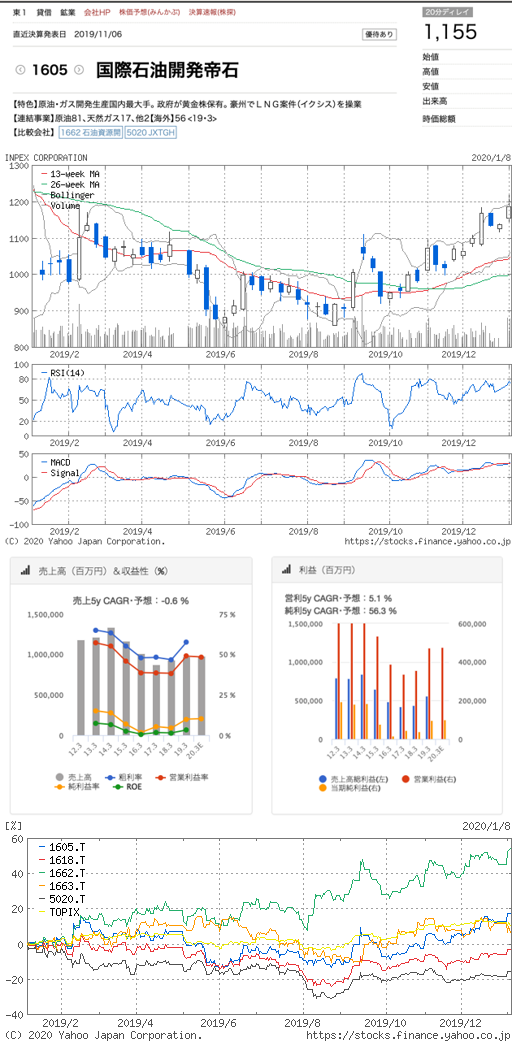 東1 貸借 鉱業 会社HP 株価予想(みんかぶ) 決算速報(株探)
20分ディレイ
直近決算発表日 2019/11/06
優待あり
1,155
始値
高値
安値
出来高
時価総額
1605 国際石油開発帝石
【特色】原油・ガス開発生産国内最大手。政府が黄金株保有。豪州でＬＮＧ案件（イクシス）を操業
【連結事業】原油81、天然ガス17、他2【海外】56 <19・3>
【比較会社】 1662 石油資源開 5020 JXTGH
INPEX CORPORATION
2020/1/8
13-week MA
26-week MA
Bollinger
Volume
1300
1200
1100
1000
900
800
2019/2 2019/4 2019/6 2019/8 2019/10 2019/12
RSI(14)
100
80
50
20
0
2019/2 2019/4 2019/6 2019/8 2019/10 2019/12
MACD
Signal
50
0
-50
-100
2019/2 2019/4 2019/6 2019/8 2019/10 2019/12
(C) 2020 Yahoo Japan Corporation.
https://stocks.finance.yahoo.co.jp
売上高（百万円）＆収益性（%）
売上5y CAGR・予想：-0.6 %
1,500,000
1,000,000
500,000
0
75 %
50 %
25 %
0 %
12.3 13.3 14.3 15.3 16.3 17.3 18.3 19.3 20.3E
売上高 粗利率 営業利益率
純利益率 ROE
利益（百万円）
営利5y CAGR・予想：5.1 %
純利5y CAGR・予想：56.3 %
1,500,000
1,000,000
500,000
0
600,000
400,000
200,000
0
12.3 13.3 14.3 15.3 16.3 17.3 18.3 19.3 20.3E
売上高総利益(左) 営業利益(右)
当期純利益(右)
[%]
2020/1/8
1605.T
1618.T
1662.T
1663.T
5020.T
TOPIX
60
40
20
0
-20
-40
2019/2 2019/4 2019/6 2019/8 2019/10 2019/12
(C) 2020 Yahoo Japan Corporation.
https://stocks.finance.yahoo.co.jp